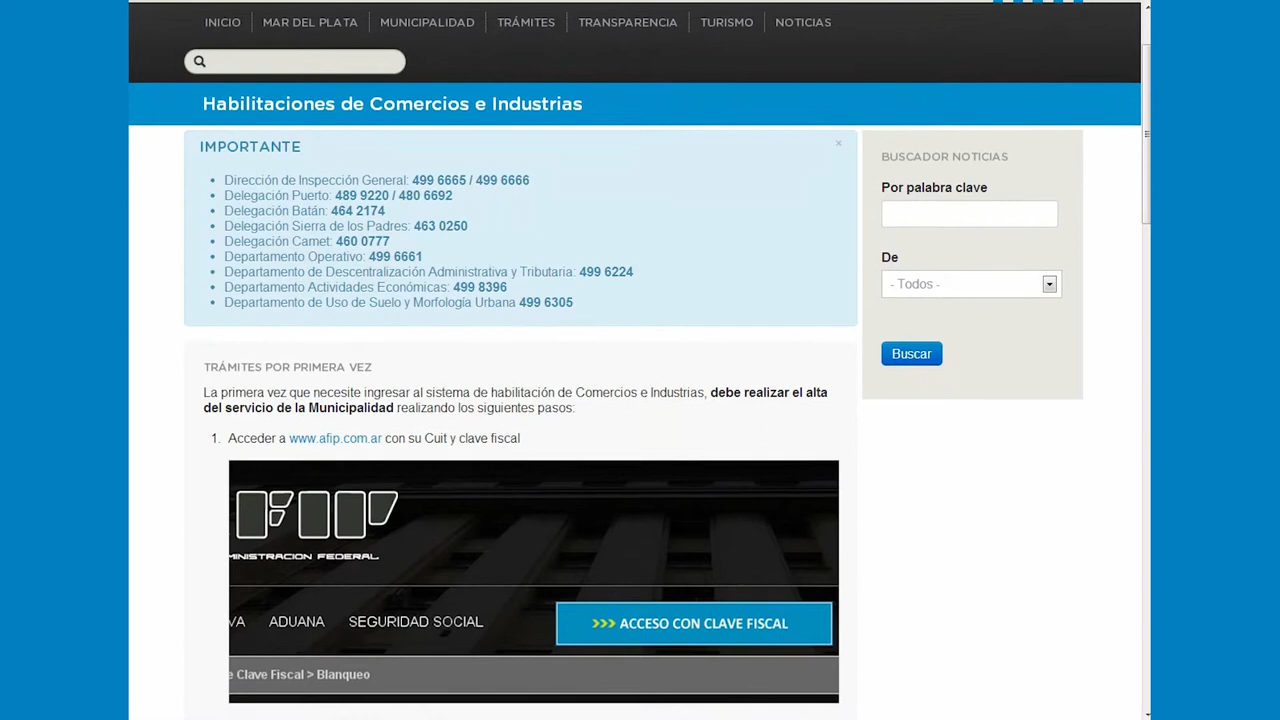 INICIO
MAR DEL PLATA
MUNICIPALIDAD
TRÁMITES
TRANSPARENCIA
TURISMO
NOTICIAS
Habilitaciones de Comercios e Industrias
IMPORTANTE
×
• Dirección de Inspección General: 499 6665 / 499 6666
• Delegación Puerto: 489 9220 / 480 6692
• Delegación Batán: 464 2174
• Delegación Sierra de los Padres: 463 0250
• Delegación Camet: 460 0777
• Departamento Operativo: 499 6661
• Departamento de Descentralización Administrativa y Tributaria: 499 6224
• Departamento Actividades Económicas: 499 8396
• Departamento de Uso de Suelo y Morfología Urbana 499 6305
BUSCADOR NOTICIAS
Por palabra clave
De
- Todos -
Buscar
TRÁMITES POR PRIMERA VEZ
La primera vez que necesite ingresar al sistema de habilitación de Comercios e Industrias, debe realizar el alta
del servicio de la Municipalidad realizando los siguientes pasos:
1. Acceder a www.afip.com.ar con su Cuit y clave fiscal
FIP
MINISTRACION FEDERAL
VA
ADUANA
SEGURIDAD SOCIAL
>>> ACCESO CON CLAVE FISCAL
e Clave Fiscal > Blanqueo